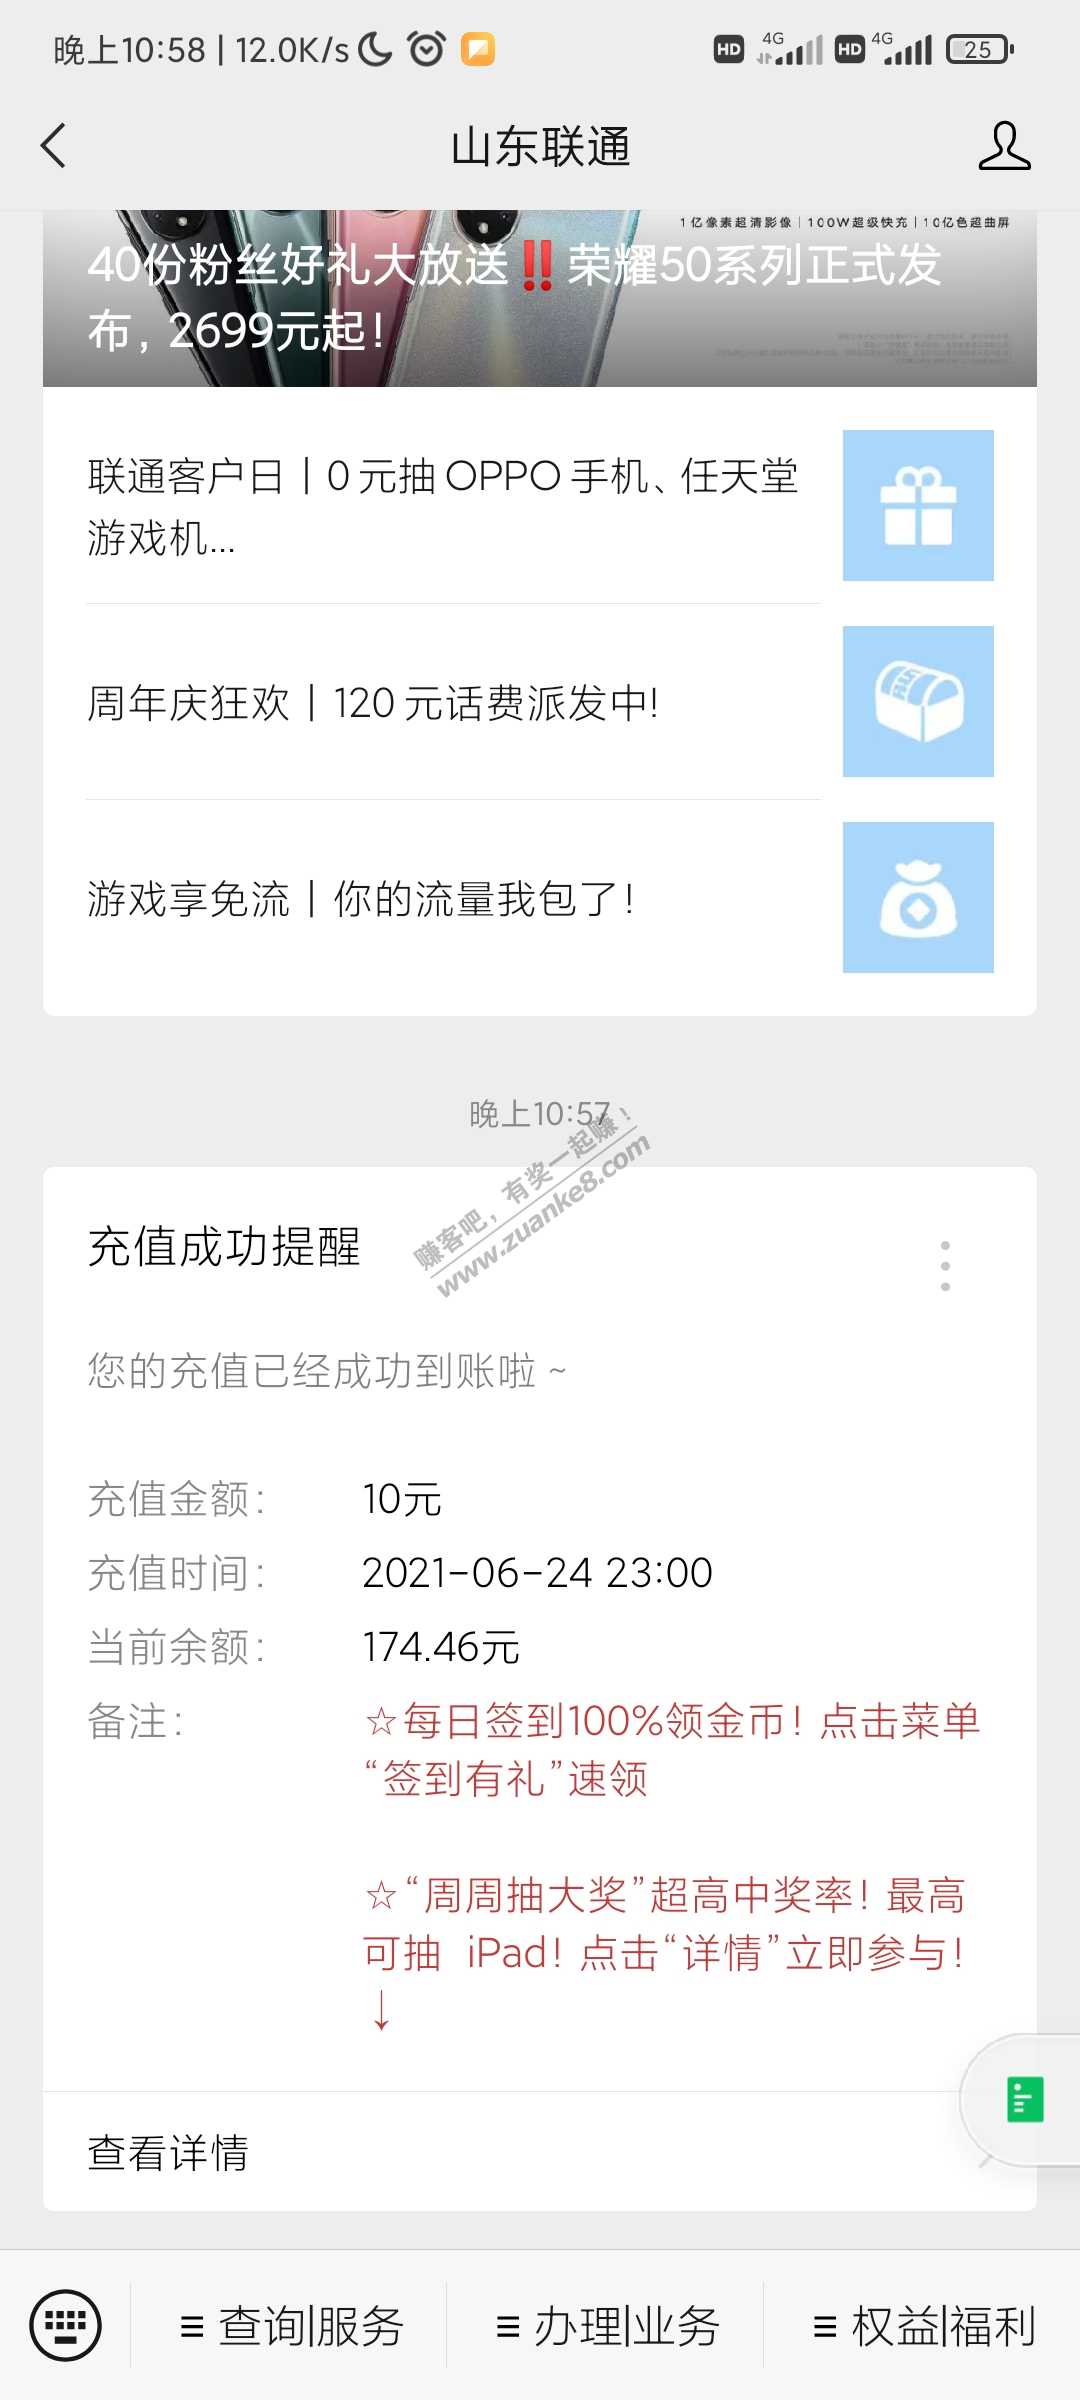 晚上10:58 | 12.0K/s
HD 4G HD 4G 25
山东联通
1亿像素超清影像 | 100W超级快充 | 10亿色超曲屏
40份粉丝好礼大放送‼️荣耀50系列正式发
布，2699元起！
联通客户日丨0 元抽 OPPO 手机、任天堂
游戏机...
周年庆狂欢丨120 元话费派发中!
游戏享免流丨你的流量我包了!
晚上10:57
赚客吧，有奖一起赚！
www.zuanke8.com
充值成功提醒
您的充值已经成功到账啦 ~
充值金额： 10元
充值时间： 2021-06-24 23:00
当前余额： 174.46元
备注： ☆每日签到100%领金币！点击菜单
“签到有礼”速领
☆“周周抽大奖”超高中奖率！最高
可抽 iPad！点击“详情”立即参与！
↓
查看详情
查询|服务
办理|业务
权益|福利